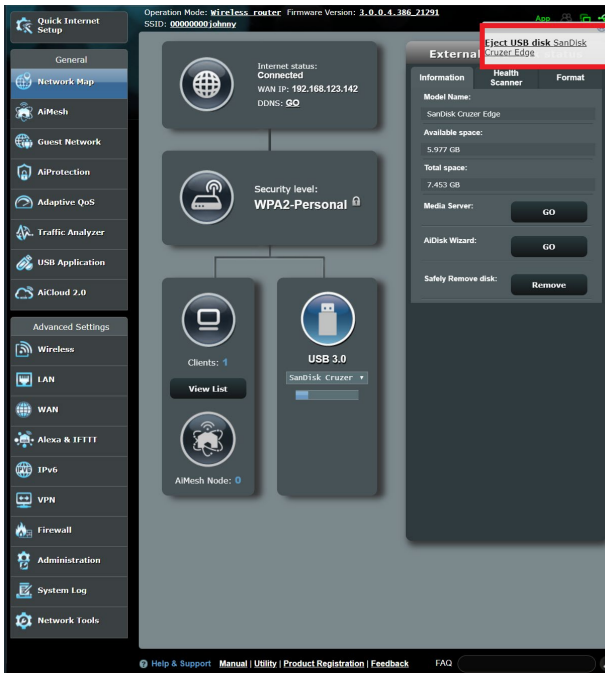 Quick Internet
Setup
Operation Mode: Wireless router Firmware Version: 3.0.0.4.386_21291
SSID: 00000000johnny
App
Eject USB disk SanDisk
Cruzer Edge
General
Network Map
AiMesh
Guest Network
AiProtection
Adaptive QoS
Traffic Analyzer
USB Application
AiCloud 2.0
Advanced Settings
Wireless
LAN
WAN
Alexa & IFTTT
IPv6
VPN
Firewall
Administration
System Log
Network Tools
Internet status:
Connected
WAN IP: 192.168.123.142
DDNS: GO
Security level:
WPA2-Personal
Clients: 1
View List
AiMesh Node: 0
USB 3.0
SanDisk Cruzer
External
Information
Health
Scanner
Format
Model Name:
SanDisk Cruzer Edge
Available space:
5.977 GB
Total space:
7.453 GB
Media Server:
GO
AiDisk Wizard:
GO
Safely Remove disk:
Remove
Help & Support Manual | Utility | Product Registration | Feedback FAQ